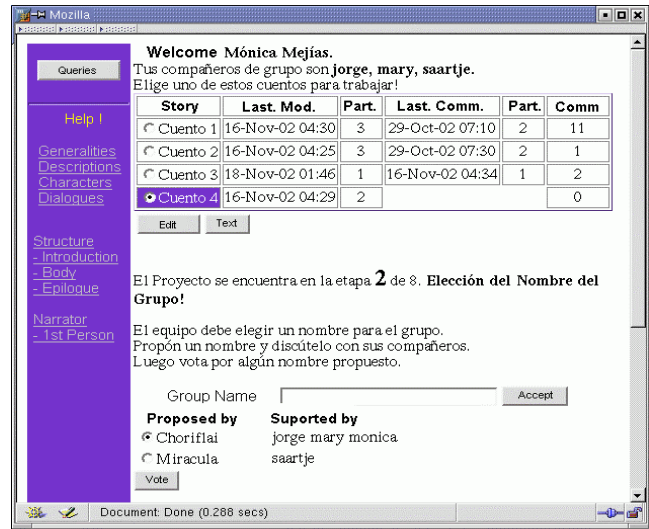 Mozilla
Queries
Help !
Generalities
Descriptions
Characters
Dialogues
Structure
- Introduction
- Body
- Epilogue
Narrator
- 1st Person
Welcome Mónica Mejías.
Tus compañeros de grupo son jorge, mary, saartje.
Elige uno de estos cuentos para trabajar!
Story Last. Mod. Part. Last. Comm. Part. Comm
Cuento 1 16-Nov-02 04:30 3 29-Oct-02 07:10 2 11
Cuento 2 16-Nov-02 04:25 3 29-Oct-02 07:30 2 1
Cuento 3 18-Nov-02 01:46 1 16-Nov-02 04:34 1 2
Cuento 4 16-Nov-02 04:29 2 0
Edit Text
El Proyecto se encuentra en la etapa 2 de 8. Elección del Nombre del
Grupo!
El equipo debe elegir un nombre para el grupo.
Propón un nombre y discútelo con sus compañeros.
Luego vota por algún nombre propuesto.
Group Name Accept
Proposed by Suported by
Choriflai jorge mary monica
Miracula saartje
Vote
Document: Done (0.288 secs)